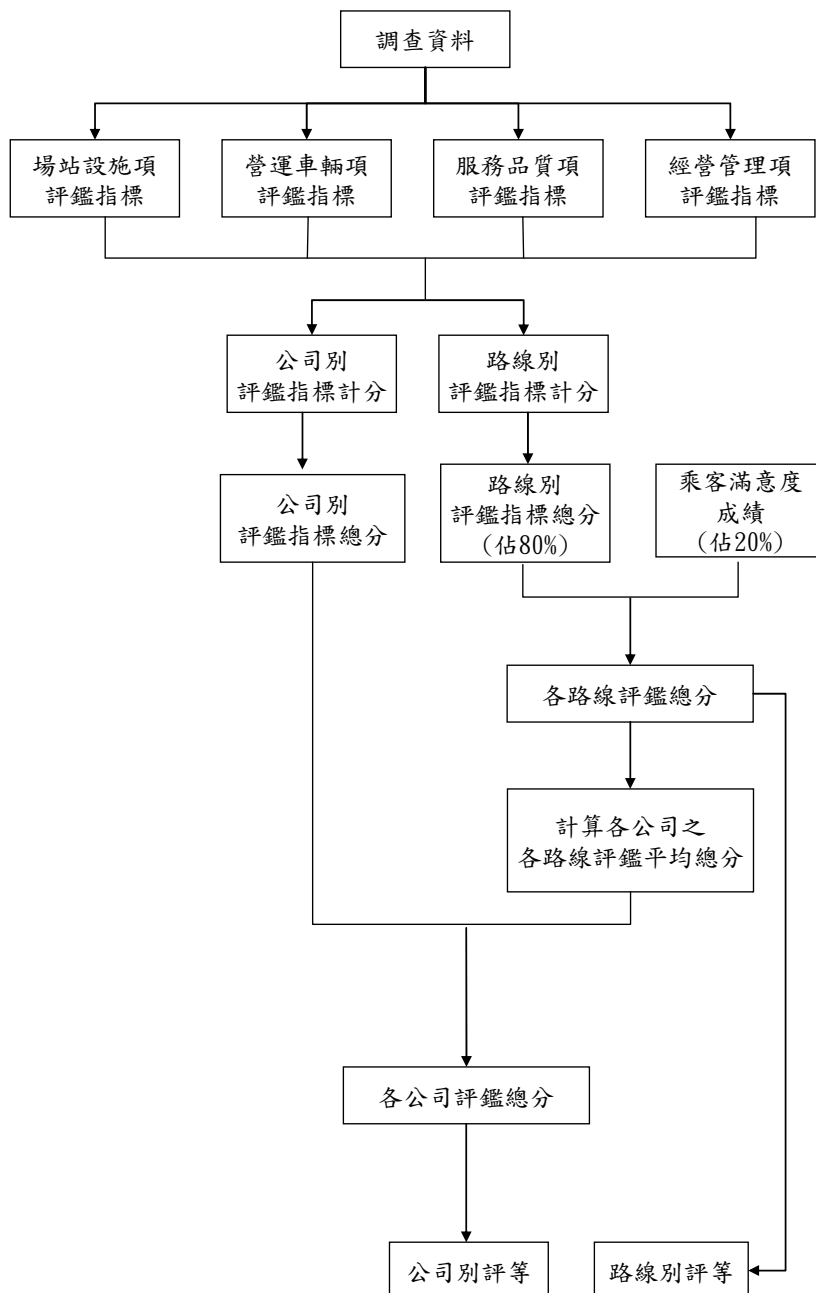 調查資料
場站設施項
評鑑指標
營運車輛項
評鑑指標
服務品質項
評鑑指標
經營管理項
評鑑指標
公司別
評鑑指標計分
路線別
評鑑指標計分
公司別
評鑑指標總分
路線別
評鑑指標總分
(佔80%)
乘客滿意度
成績
(佔20%)
各路線評鑑總分
計算各公司之
各路線評鑑平均總分
各公司評鑑總分
公司別評等
路線別評等